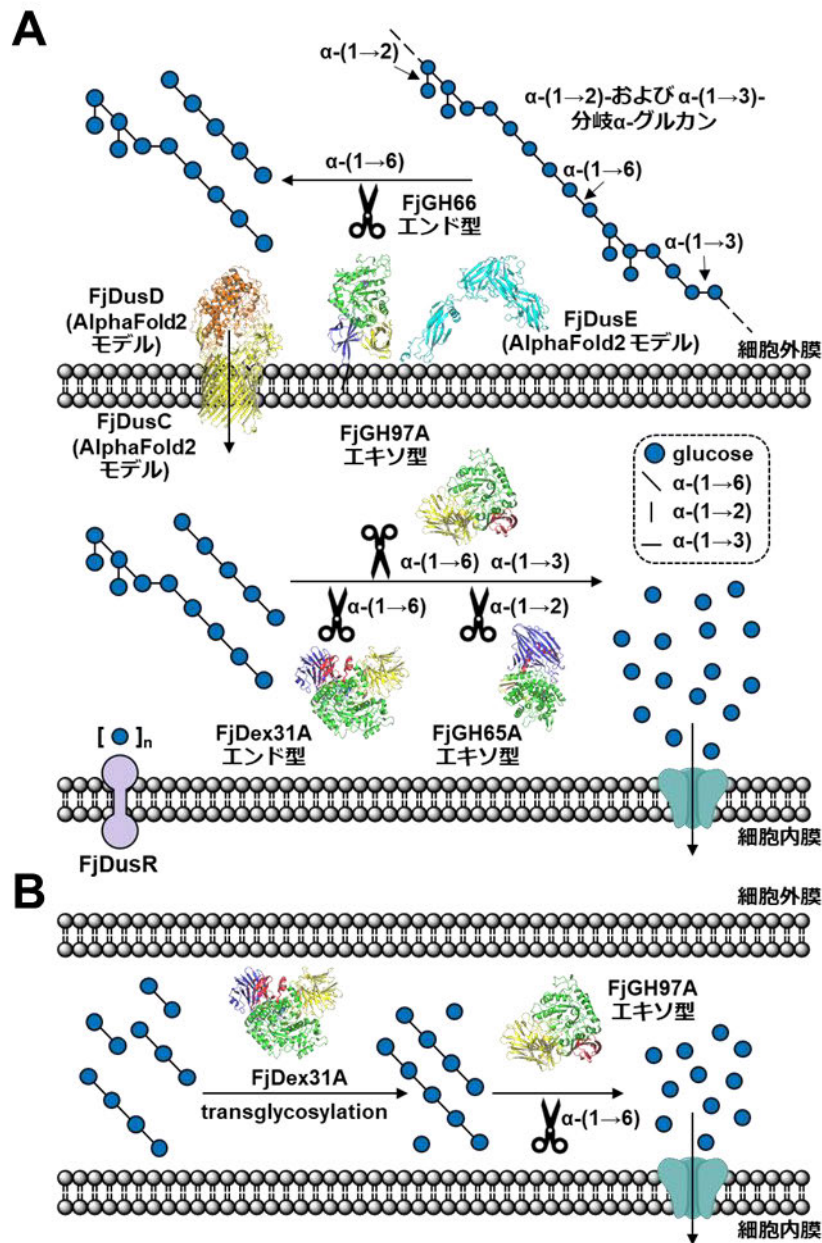 A
α-(1→2)
α-(1→2)-および α-(1→3)-
分岐α-グルカン
α-(1→6)
α-(1→6)
FjGH66
エンド型
α-(1→3)
FjDusD
(AlphaFold2
モデル)
FjDusE
(AlphaFold2 モデル)
細胞外膜
FjDusC
(AlphaFold2
モデル)
FjGH97A
エキソ型
glucose
α-(1→6)
α-(1→2)
α-(1→3)
α-(1→6) α-(1→3)
α-(1→6)
α-(1→2)
FjDex31A
エンド型
FjGH65A
エキソ型
[ ]n
FjDusR
細胞内膜
B
細胞外膜
FjGH97A
エキソ型
FjDex31A
transglycosylation
α-(1→6)
細胞内膜